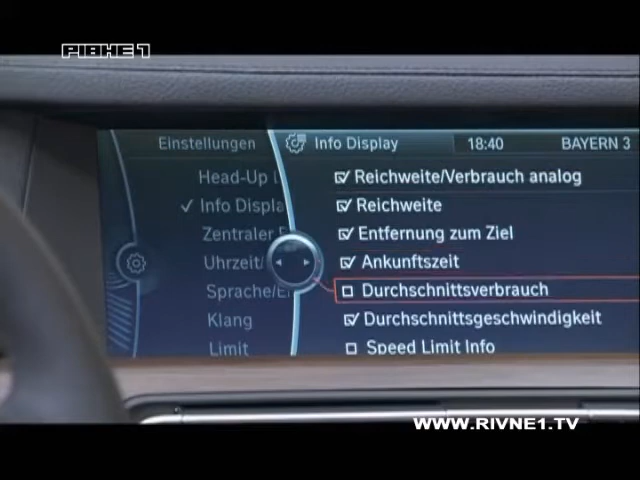 РІВНЕ 1
Einstellungen
Info Display
18:40
BAYERN 3
Head-Up
Reichweite/Verbrauch analog
Info Displa
Reichweite
Zentraler
Entfernung zum Ziel
Uhrzeit/
Ankunftszeit
Sprache/E
Durchschnittsverbrauch
Klang
Durchschnittsgeschwindigkeit
Limit
Speed Limit Info
WWW.RIVNE1.TV